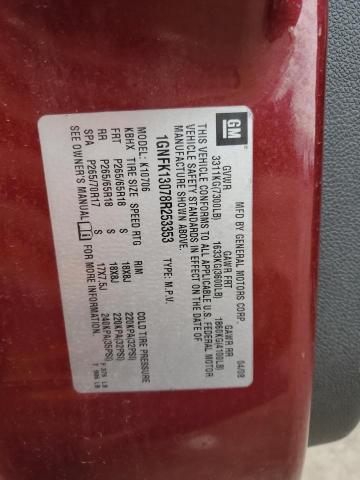 GM
MFD BY GENERAL MOTORS CORP 04/08
GVWR GAWR FRT GAWR RR
3311KG(7300LB) 1633KG(3600LB) 1860KG(4100LB)
THIS VEHICLE CONFORMS TO ALL APPLICABLE U.S. FEDERAL MOTOR
VEHICLE SAFETY STANDARDS IN EFFECT ON THE DATE OF
MANUFACTURE SHOWN ABOVE.
1GNFK13078R253353 TYPE: M.P.V.
MODEL: K10706
KBHX TIRE SIZE SPEED RTG RIM COLD TIRE PRESSURE
FRT P265/65R18 S 18X8J 220KPA(32PSI)
RR P265/65R18 S 18X8J 220KPA(32PSI)
SPA P265/70R17 S 17X7.5J 240KPA(35PSI)
SEE OWNER'S MANUAL FOR MORE INFORMATION.